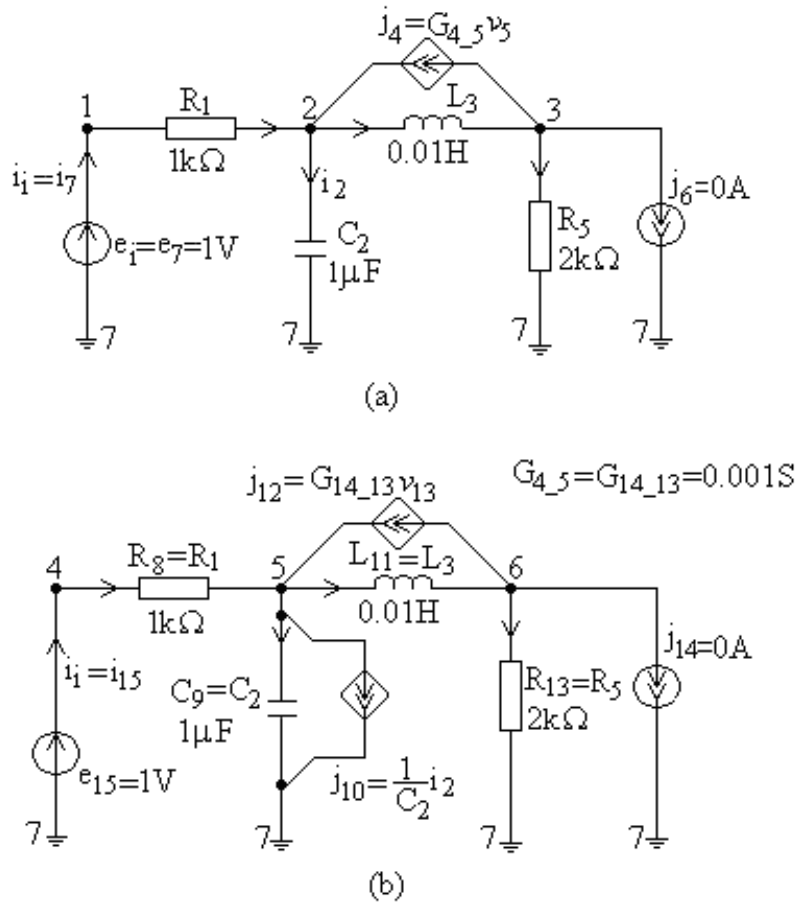 j₄=G₄_₅v₅
1
R₁
2
L₃
3
1kΩ
0.01H
iᵢ=i₇
i₂
j₆=0A
eᵢ=e₇=1V
C₂
1μF
R₅
2kΩ
7
7
7
7
(a)
j₁₂=G₁₄_₁₃v₁₃
G₄_₅=G₁₄_₁₃=0.001S
4
R₈=R₁
5
L₁₁=L₃
6
1kΩ
0.01H
iᵢ=i₁₅
j₁₄=0A
C₉=C₂
1μF
R₁₃=R₅
2kΩ
e₁₅=1V
j₁₀=1/C₂ i₂
7
7
7
7
(b)